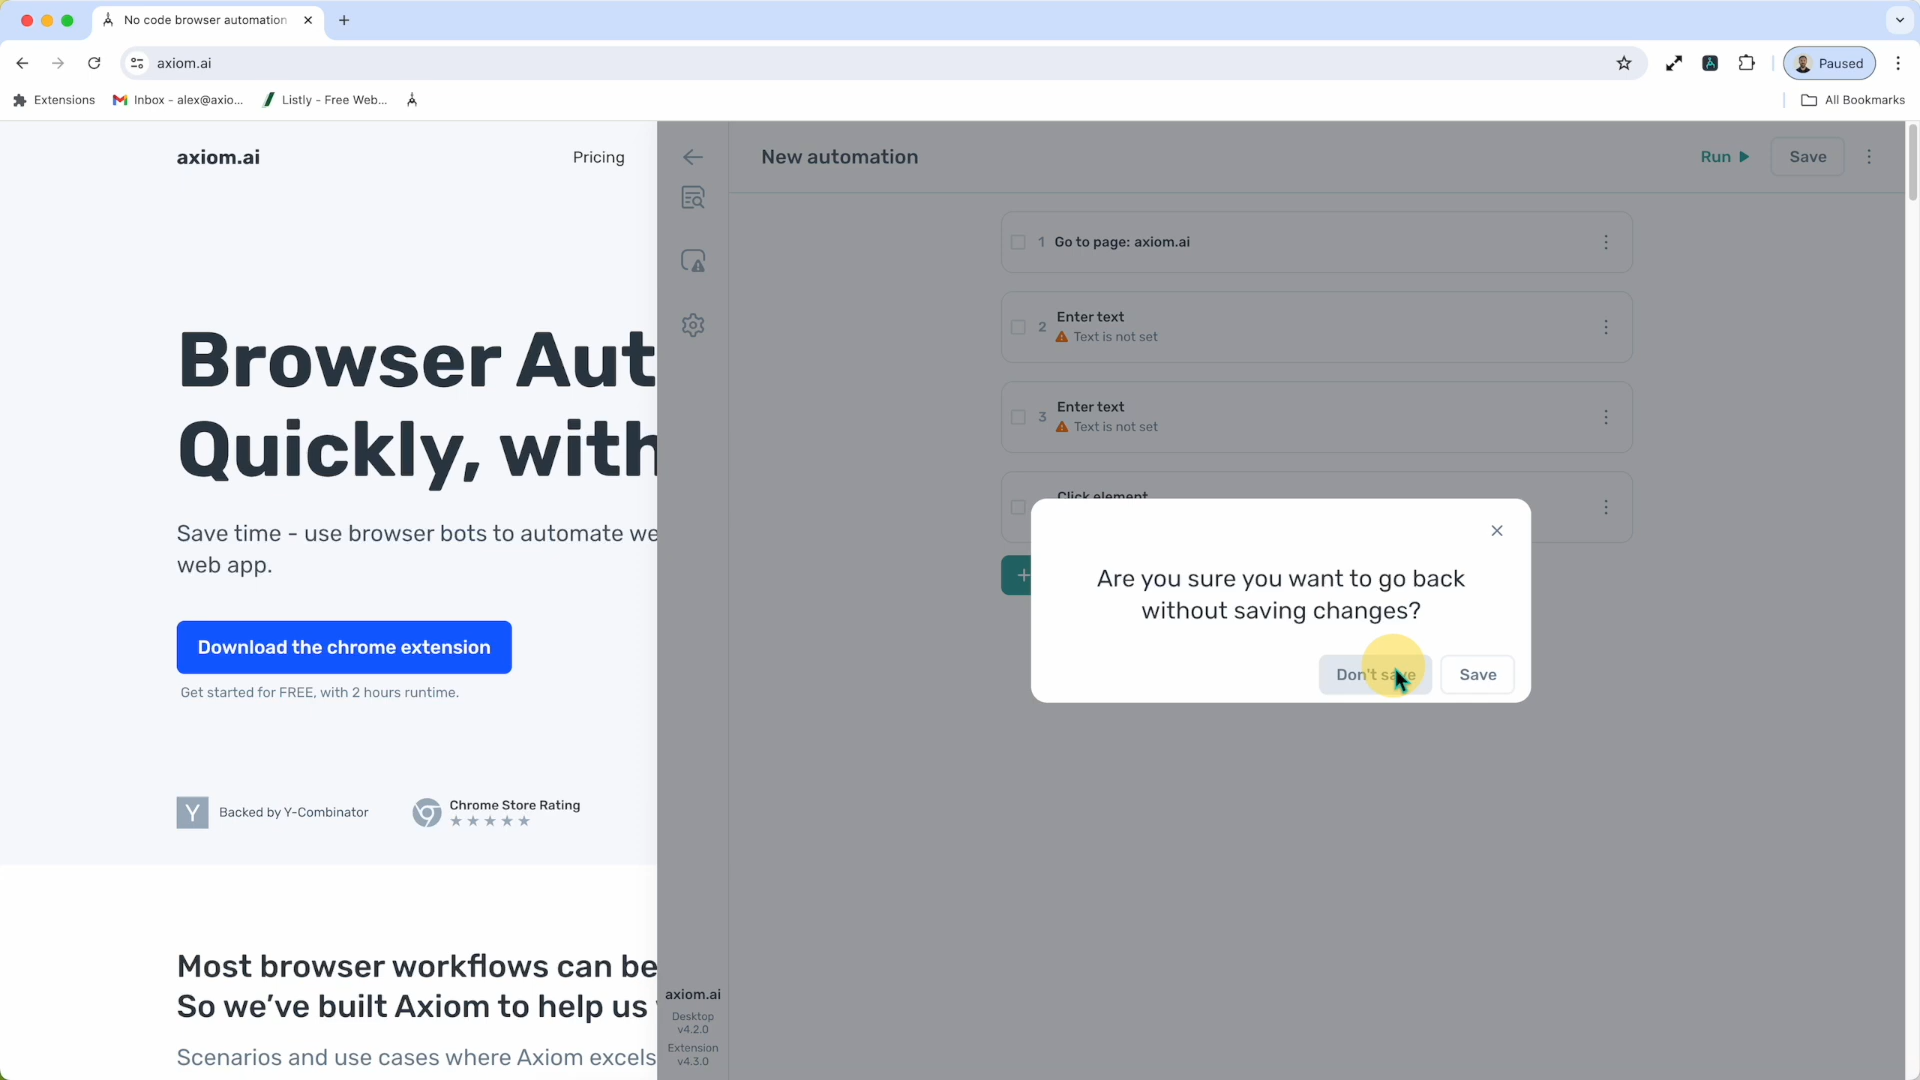 No code browser automation
axiom.ai
Paused
Extensions
Inbox - alex@axio...
Listly - Free Web...
All Bookmarks
axiom.ai
Pricing
Browser Aut
Quickly, with
Save time - use browser bots to automate we
web app.
Download the chrome extension
Get started for FREE, with 2 hours runtime.
Y
Backed by Y-Combinator
Chrome Store Rating
Most browser workflows can be
So we’ve built Axiom to help us
Scenarios and use cases where Axiom excels
New automation
Run
Save
1 Go to page: axiom.ai
2 Enter text
Text is not set
3 Enter text
Text is not set
Click element
Are you sure you want to go back
without saving changes?
Don't save
Save
axiom.ai
Desktop
v4.2.0
Extension
v4.3.0